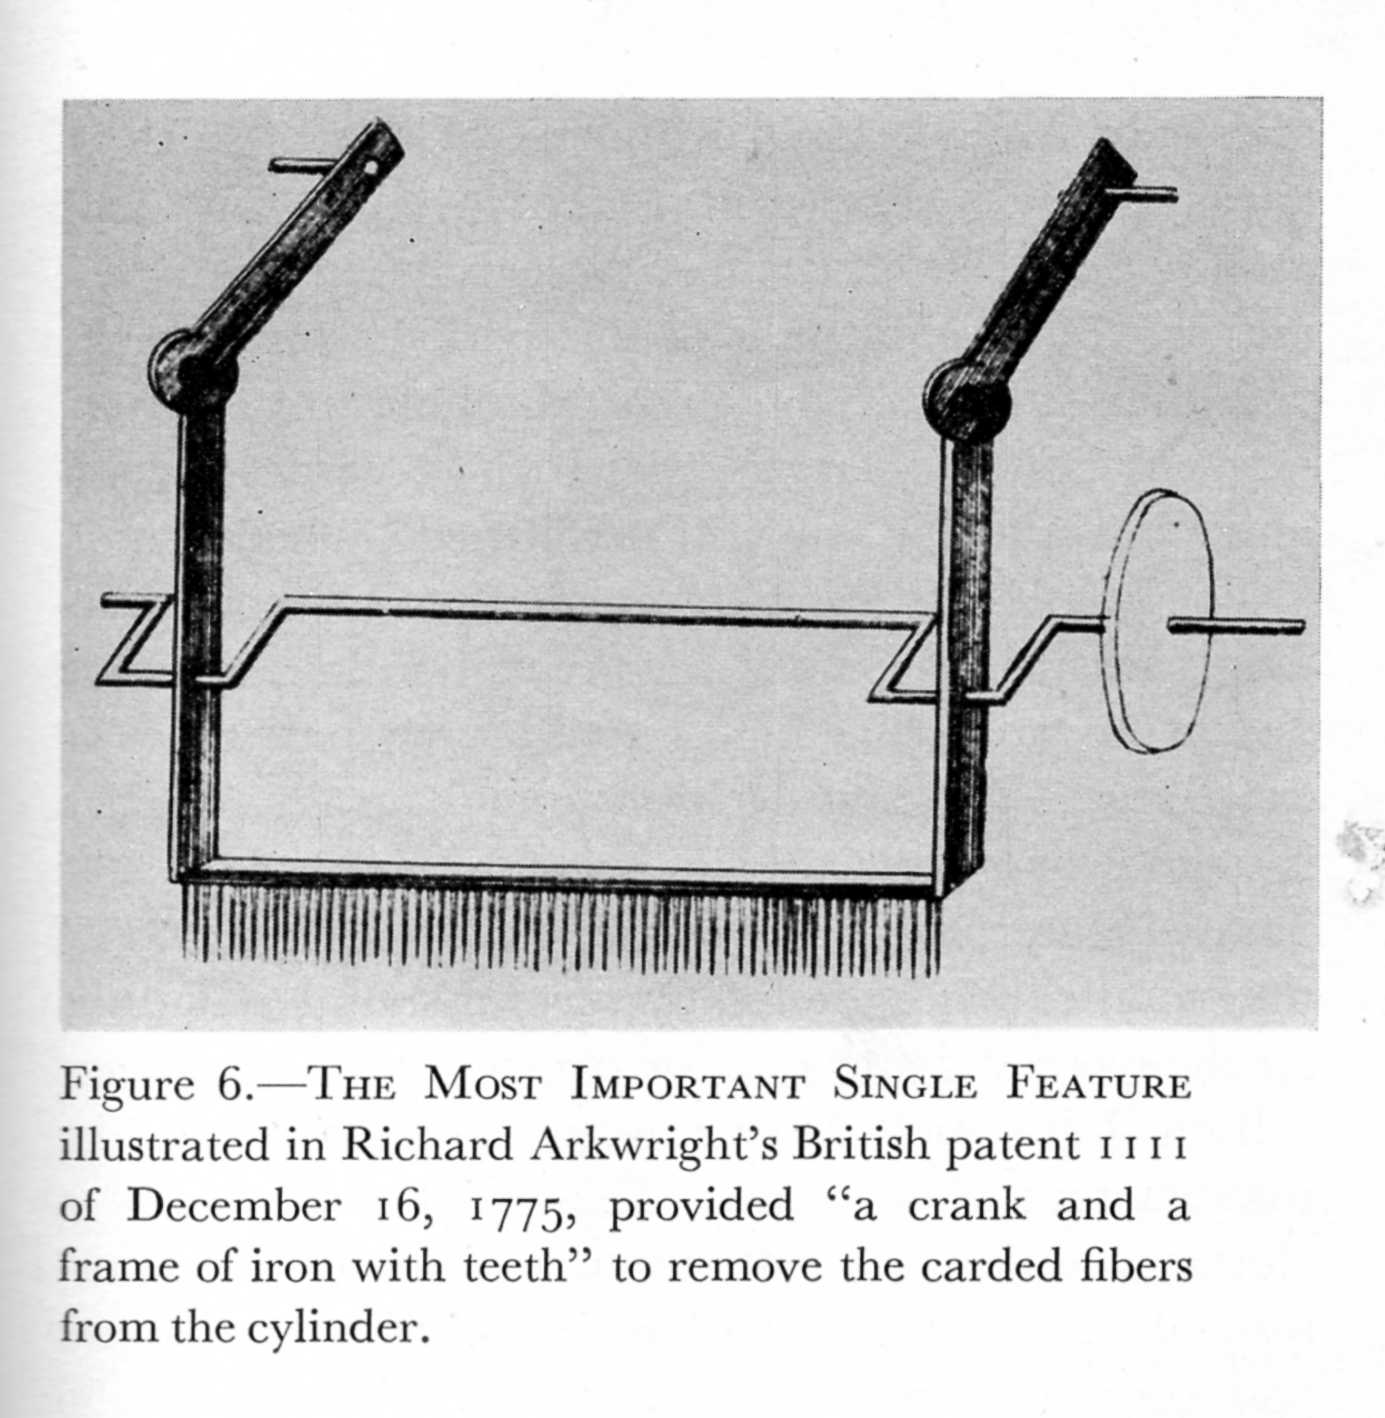 Figure 6.—The Most Important Single Feature
illustrated in Richard Arkwright's British patent 1111
of December 16, 1775, provided “a crank and a
frame of iron with teeth” to remove the carded fibers
from the cylinder.